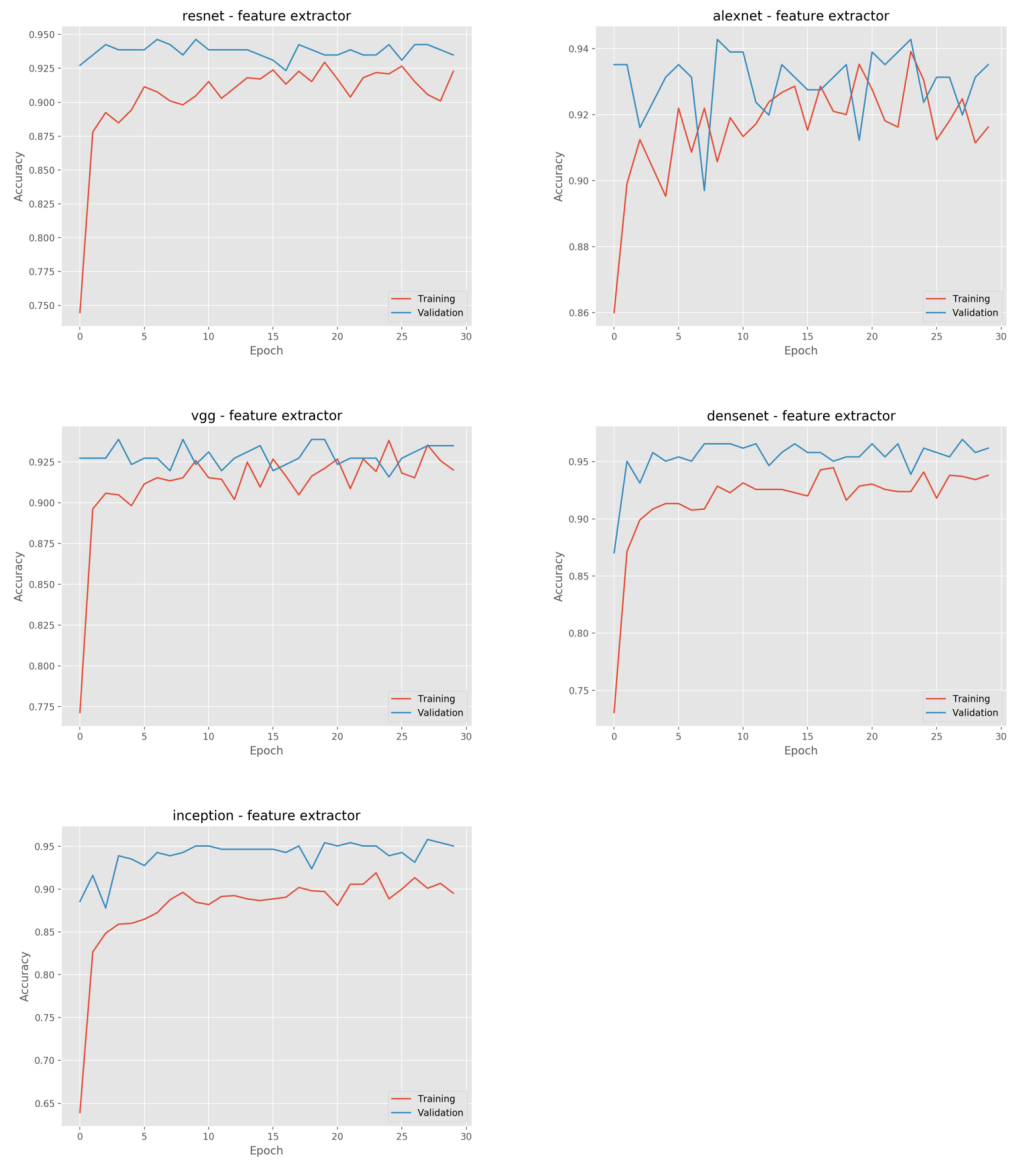 resnet - feature extractor
0.950
0.925
0.900
0.875
0.850
0.825
0.800
0.775
0.750
Accuracy
Training
Validation
0 5 10 15 20 25 30
Epoch
alexnet - feature extractor
0.94
0.92
0.90
0.88
0.86
Accuracy
Training
Validation
0 5 10 15 20 25 30
Epoch
vgg - feature extractor
0.925
0.900
0.875
0.850
0.825
0.800
0.775
Accuracy
Training
Validation
0 5 10 15 20 25 30
Epoch
densenet - feature extractor
0.95
0.90
0.85
0.80
0.75
Accuracy
Training
Validation
0 5 10 15 20 25 30
Epoch
inception - feature extractor
0.95
0.90
0.85
0.80
0.75
0.70
0.65
Accuracy
Training
Validation
0 5 10 15 20 25 30
Epoch